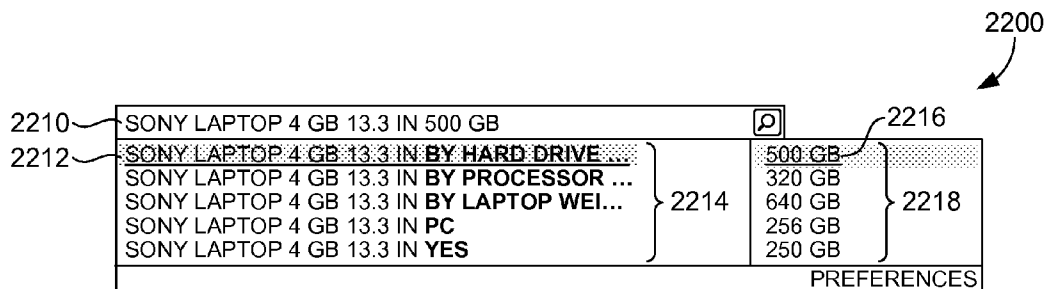 2200
2210 SONY LAPTOP 4 GB 13.3 IN 500 GB 2216
2212 SONY LAPTOP 4 GB 13.3 IN BY HARD DRIVE ... 500 GB
SONY LAPTOP 4 GB 13.3 IN BY PROCESSOR ... 320 GB
SONY LAPTOP 4 GB 13.3 IN BY LAPTOP WEI... 2214 640 GB 2218
SONY LAPTOP 4 GB 13.3 IN PC 256 GB
SONY LAPTOP 4 GB 13.3 IN YES 250 GB
PREFERENCES